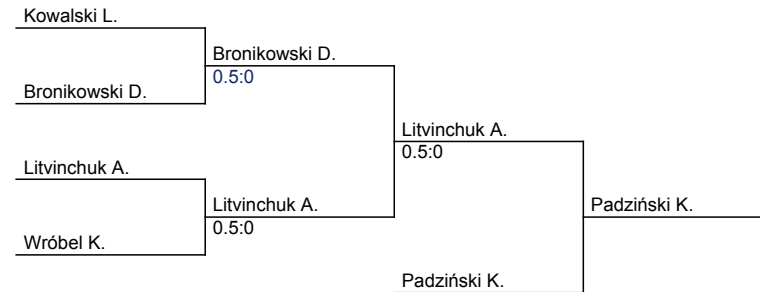 Kowalski L.
Bronikowski D.
0.5:0
Bronikowski D.
Litvinchuk A.
0.5:0
Litvinchuk A.
Litvinchuk A.
0.5:0
Padziński K.
Wróbel K.
Padziński K.